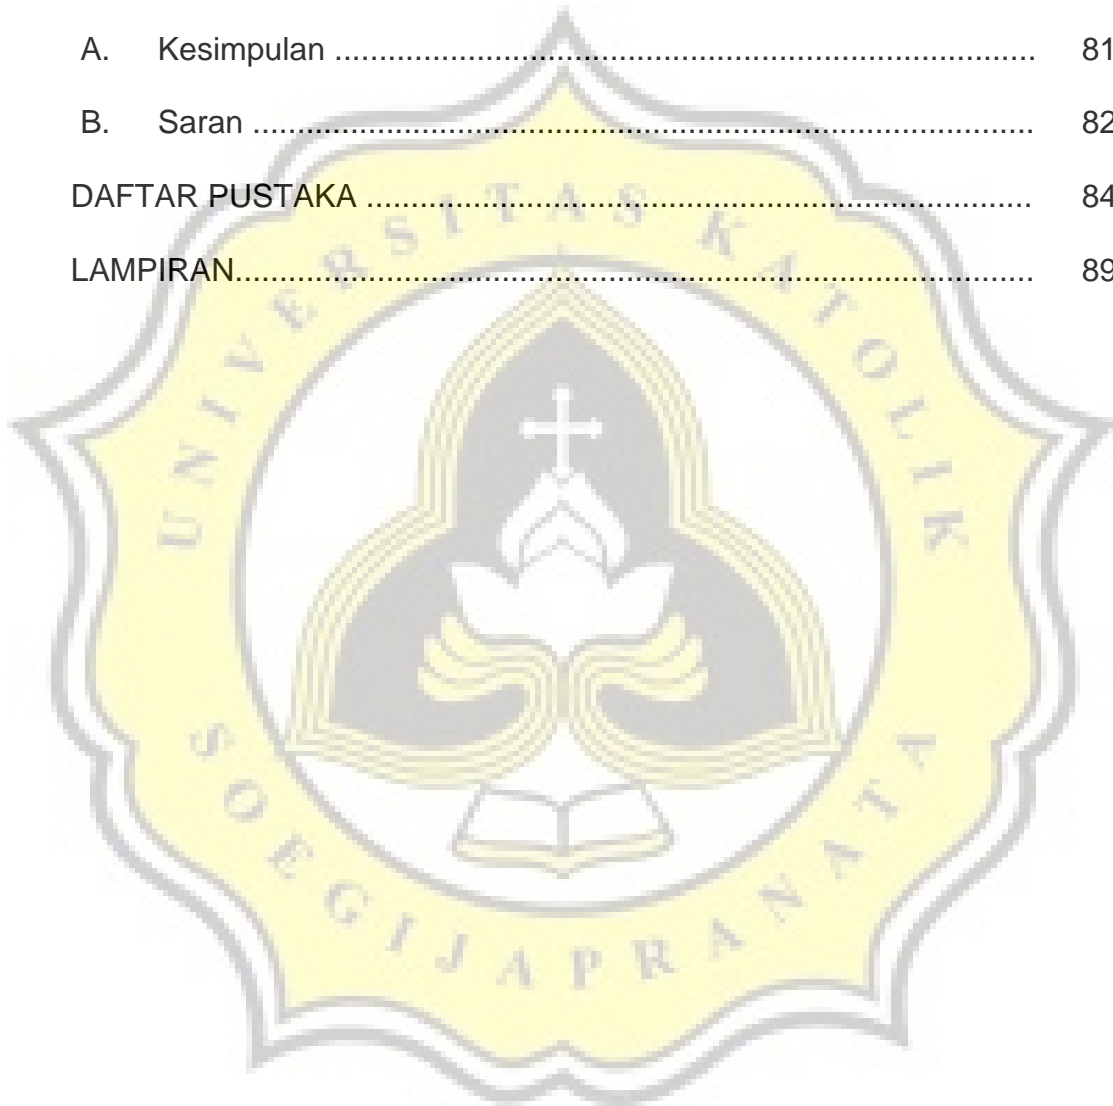 A. Kesimpulan ............................................................................... 81
B. Saran ........................................................................................ 82
DAFTAR PUSTAKA ........................................................................... 84
LAMPIRAN.......................................................................................... 89
UNIVERSITAS KATOLIK
SOEGIJAPRANATA